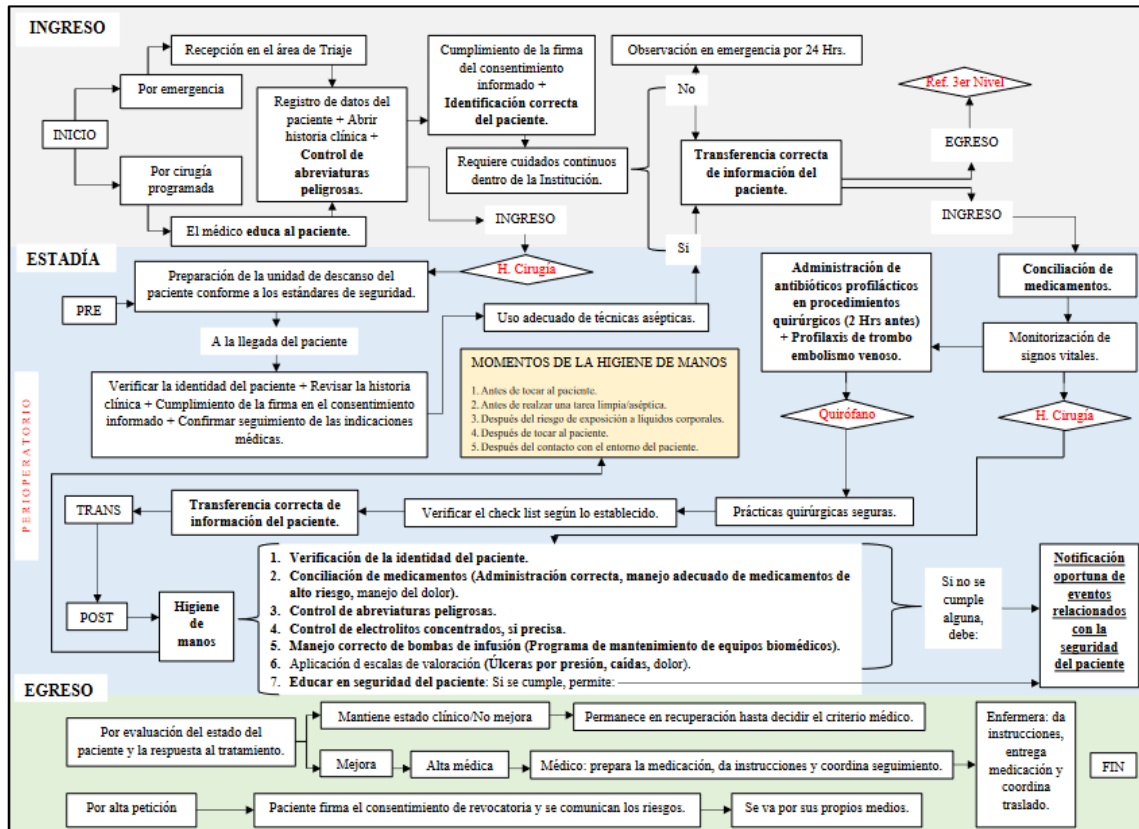 INGRESO
INICIO
Por emergencia
Recepción en el área de Triaje
Por cirugía
programada
El médico educa al paciente.
Registro de datos del
paciente + Abrir
historia clínica +
Control de
abreviaturas
peligrosas.
Cumplimiento de la firma
del consentimiento
informado +
Identificación correcta
del paciente.
Requiere cuidados continuos
dentro de la Institución.
INGRESO
H. Cirugía
Observación en emergencia por 24 Hrs.
No
Si
Transferencia correcta
de información del
paciente.
Ref. 3er Nivel
EGRESO
INGRESO
ESTADÍA
PERIOPERATORIO
PRE
Preparación de la unidad de descanso del
paciente conforme a los estándares de seguridad.
A la llegada del paciente
Verificar la identidad del paciente + Revisar la historia
clínica + Cumplimiento de la firma en el consentimiento
informado + Confirmar seguimiento de las indicaciones
médicas.
Uso adecuado de técnicas asépticas.
MOMENTOS DE LA HIGIENE DE MANOS
1. Antes de tocar al paciente.
2. Antes de realzar una tarea limpia/aséptica.
3. Después del riesgo de exposición a líquidos corporales.
4. Después de tocar al paciente.
5. Después del contacto con el entorno del paciente.
Administración de
antibióticos profilácticos
en procedimientos
quirúrgicos (2 Hrs antes)
+ Profilaxis de trombo
embolismo venoso.
Conciliación de
medicamentos.
Monitorización de
signos vitales.
Quirófano
H. Cirugía
Prácticas quirúrgicas seguras.
Verificar el check list según lo establecido.
Transferencia correcta de
información del paciente.
TRANS
POST
Higiene
de
manos
1. Verificación de la identidad del paciente.
2. Conciliación de medicamentos (Administración correcta, manejo adecuado de medicamentos de
alto riesgo, manejo del dolor).
3. Control de abreviaturas peligrosas.
4. Control de electrolitos concentrados, si precisa.
5. Manejo correcto de bombas de infusión (Programa de mantenimiento de equipos biomédicos).
6. Aplicación d escalas de valoración (Úlceras por presión, caídas, dolor).
7. Educar en seguridad del paciente: Si se cumple, permite:
Si no se
cumple
alguna,
debe:
Notificación
oportuna de
eventos
relacionados
con la
seguridad
del paciente
EGRESO
Por evaluación del estado del
paciente y la respuesta al tratamiento.
Mantiene estado clínico/No mejora
Permanece en recuperación hasta decidir el criterio médico.
Mejora
Alta médica
Médico: prepara la medicación, da instrucciones y coordina seguimiento.
Enfermera: da
instrucciones,
entrega
medicación y
coordina
traslado.
FIN
Por alta petición
Paciente firma el consentimiento de revocatoria y se comunican los riesgos.
Se va por sus propios medios.